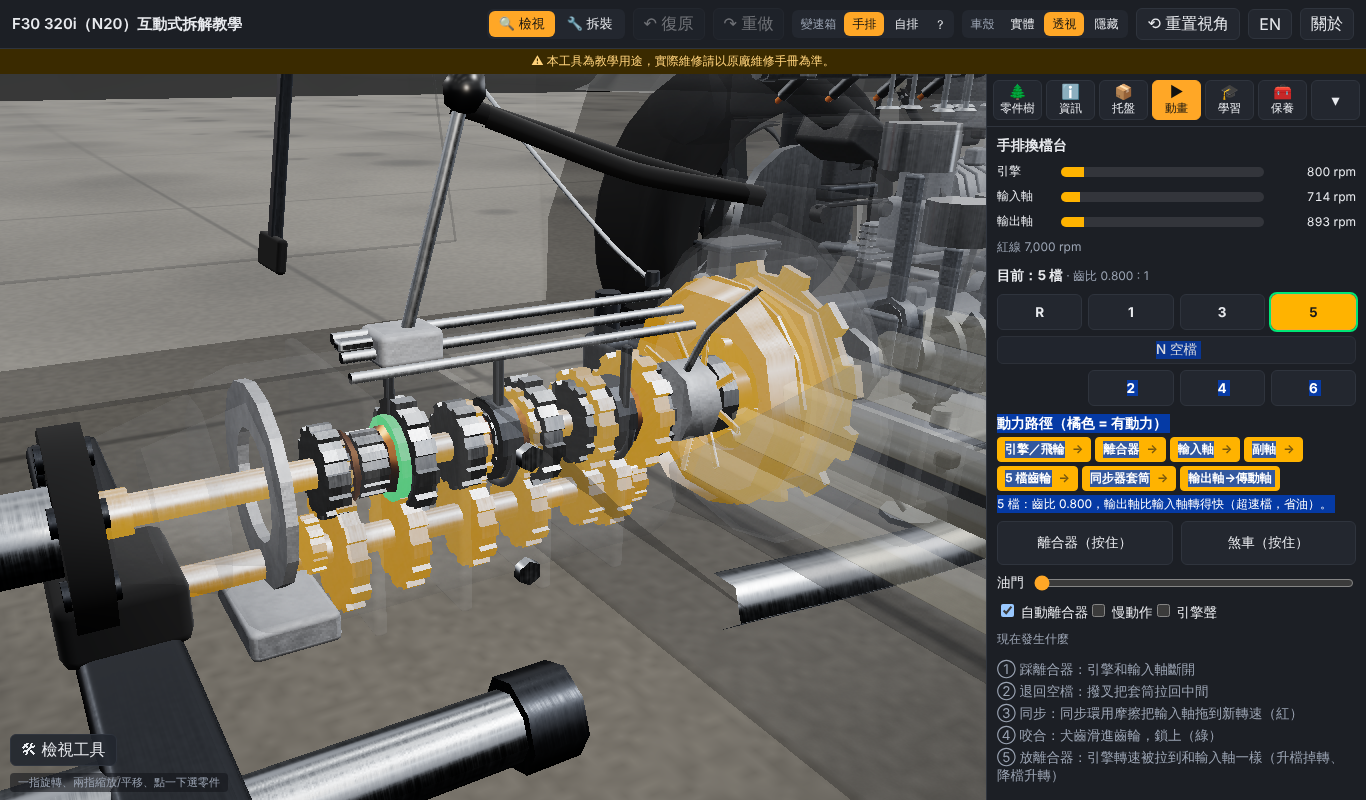 F30 320i（N20）互動式拆解教學
🔍 檢視 🔧 拆裝 ↶ 復原 ↷ 重做 變速箱 手排 自排 ? 車殼 實體 透視 隱藏 ⟲ 重置視角 EN 關於
⚠ 本工具為教學用途，實際維修請以原廠維修手冊為準。
🌲 零件樹 ℹ️ 資訊 📦 托盤 ▶ 動畫 🎓 學習 🧰 保養 ▼
手排換檔台
引擎 800 rpm
輸入軸 714 rpm
輸出軸 893 rpm
紅線 7,000 rpm
目前：5 檔 · 齒比 0.800 : 1
R 1 3 5
N 空檔
2 4 6
動力路徑（橘色 = 有動力）
引擎／飛輪 → 離合器 → 輸入軸 → 副軸 →
5 檔齒輪 → 同步器套筒 → 輸出軸→傳動軸
5 檔：齒比 0.800，輸出軸比輸入軸轉得快（超速檔，省油）。
離合器（按住） 煞車（按住）
油門
自動離合器 慢動作 引擎聲
現在發生什麼
① 踩離合器：引擎和輸入軸斷開
② 退回空檔：撥叉把套筒拉回中間
③ 同步：同步環用摩擦把輸入軸拖到新轉速（紅）
④ 咬合：犬齒滑進齒輪，鎖上（綠）
⑤ 放離合器：引擎轉速被拉到和輸入軸一樣（升檔掉轉、
降檔升轉）
🛠 檢視工具
一指旋轉、兩指縮放/平移、點一下選零件